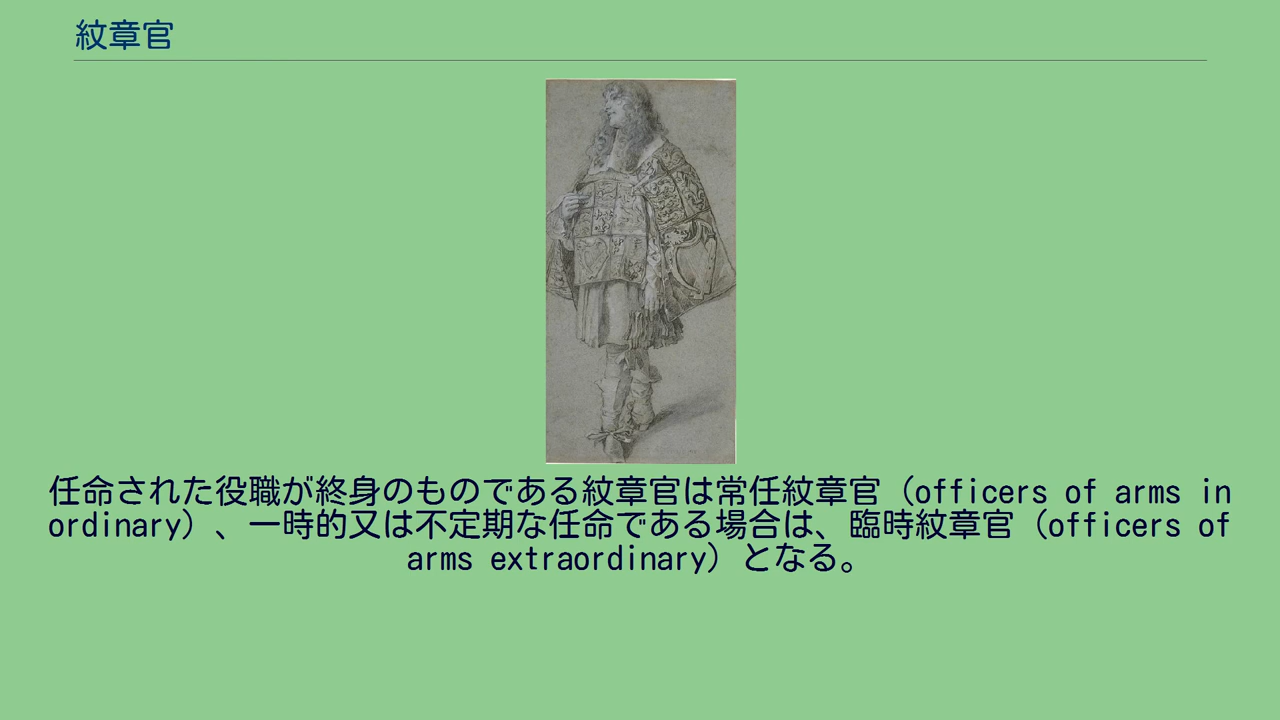 紋章官
任命された役職が終身のものである紋章官は常任紋章官（officers of arms in
ordinary）、一時的又は不定期な任命である場合は、臨時紋章官（officers of
arms extraordinary）となる。